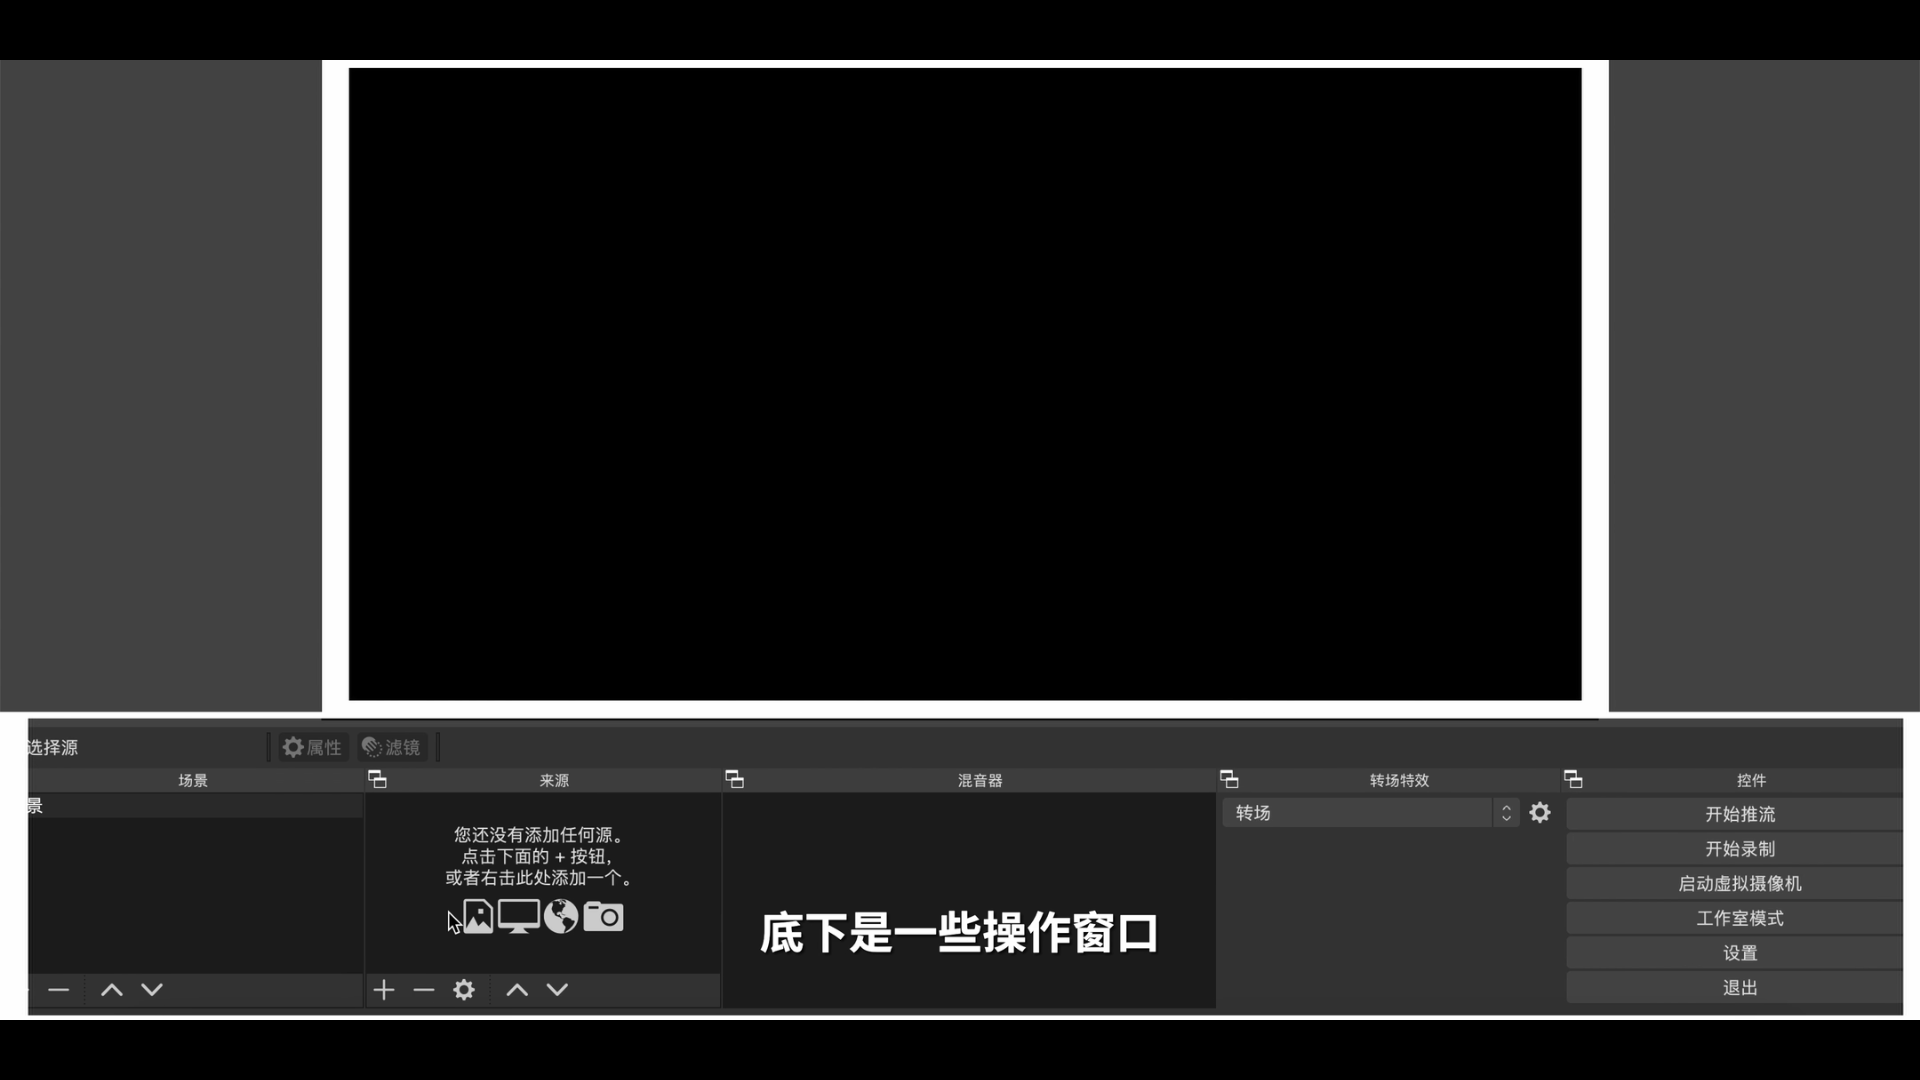 选择源
属性
滤镜
场景
来源
混音器
转场特效
控件
景
您还没有添加任何源。
点击下面的 + 按钮，
或者右击此处添加一个。
转场
开始推流
开始录制
启动虚拟摄像机
工作室模式
设置
退出
底下是一些操作窗口